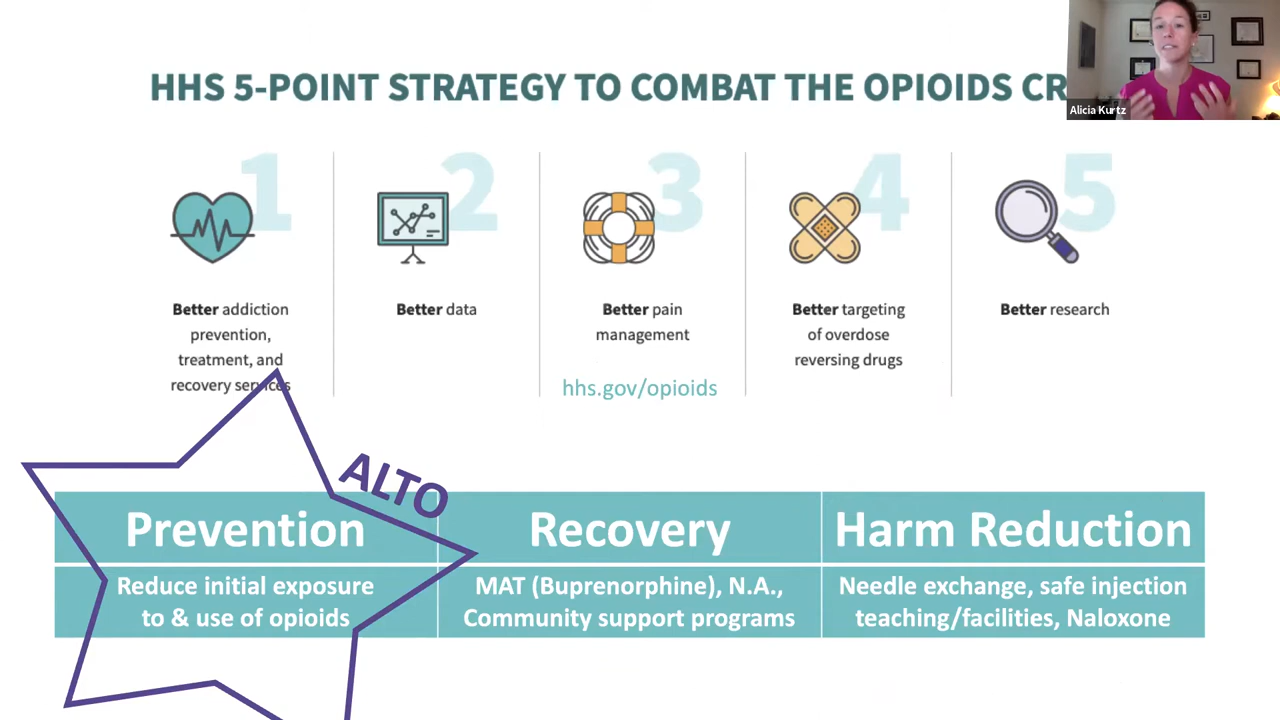 HHS 5-POINT STRATEGY TO COMBAT THE OPIOIDS CR
Alicia Kurtz
1
2
3
4
5
Better addiction
prevention,
treatment, and
recovery services
Better data
Better pain
management
Better targeting
of overdose
reversing drugs
Better research
hhs.gov/opioids
ALTO
Prevention
Recovery
Harm Reduction
Reduce initial exposure
to & use of opioids
MAT (Buprenorphine), N.A.,
Community support programs
Needle exchange, safe injection
teaching/facilities, Naloxone